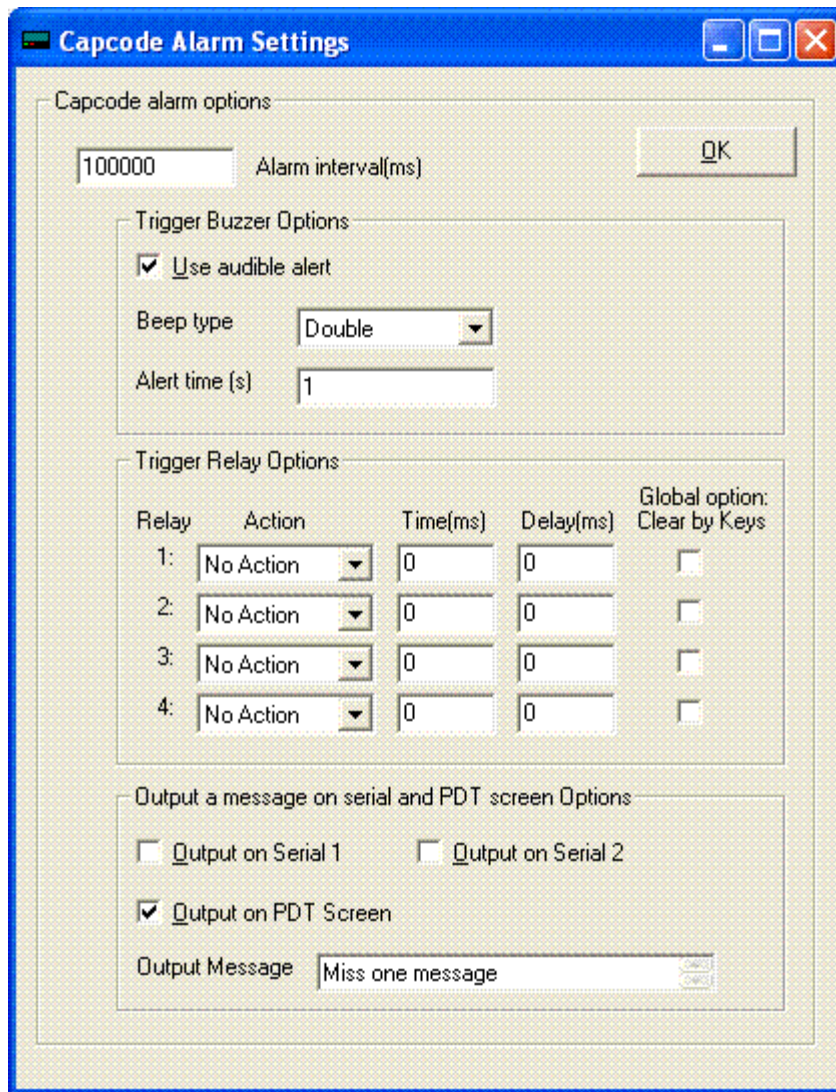 Capcode Alarm Settings
Capcode alarm options
100000 Alarm interval(ms) OK
Trigger Buzzer Options
Use audible alert
Beep type Double
Alert time (s) 1
Trigger Relay Options
Global option:
Relay Action Time(ms) Delay(ms) Clear by Keys
1: No Action 0 0
2: No Action 0 0
3: No Action 0 0
4: No Action 0 0
Output a message on serial and PDT screen Options
Output on Serial 1 Output on Serial 2
Output on PDT Screen
Output Message Miss one message